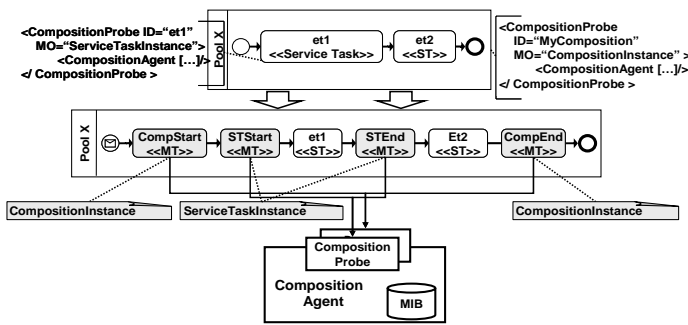 <CompositionProbe ID="et1"
MO="ServiceTaskInstance">
<CompositionAgent […]/>
</ CompositionProbe >
Pool X
et1
<<Service Task>>
et2
<<ST>>
<CompositionProbe
ID="MyComposition"
MO="CompositionInstance" >
<CompositionAgent […]/>
</ CompositionProbe >
Pool X
CompStart
<<MT>>
STStart
<<MT>>
et1
<<ST>>
STEnd
<<MT>>
Et2
<<ST>>
CompEnd
<<MT>>
CompositionInstance
ServiceTaskInstance
CompositionInstance
Composition
Probe
Composition
Agent
MIB